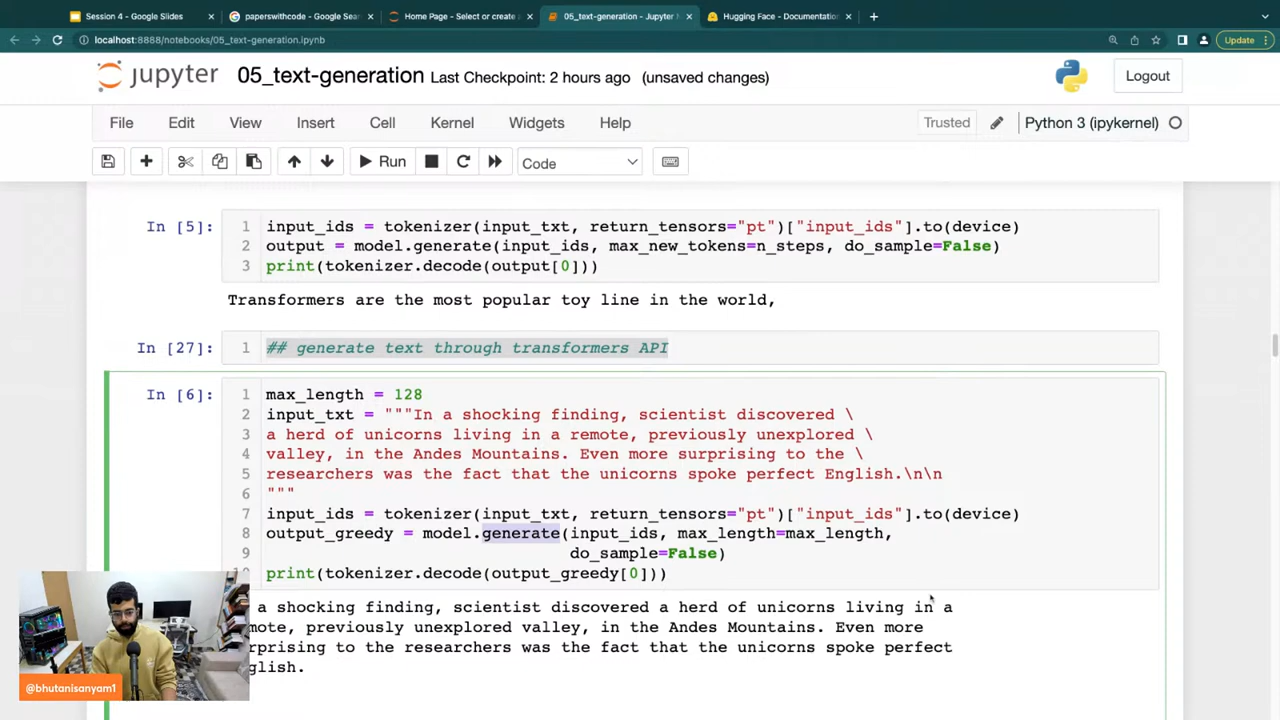 Session 4 - Google Slides
paperswithcode - Google Sea
Home Page - Select or create
05_text-generation - Jupyter
Hugging Face - Documentation
localhost:8888/notebooks/05_text-generation.ipynb
Update
jupyter 05_text-generation Last Checkpoint: 2 hours ago (unsaved changes)
Logout
File Edit View Insert Cell Kernel Widgets Help
Trusted
Python 3 (ipykernel)
Run
Code
In [5]:
1 input_ids = tokenizer(input_txt, return_tensors="pt")["input_ids"].to(device)
2 output = model.generate(input_ids, max_new_tokens=n_steps, do_sample=False)
3 print(tokenizer.decode(output[0]))
Transformers are the most popular toy line in the world,
In [27]:
1 ## generate text through transformers API
In [6]:
1 max_length = 128
2 input_txt = """In a shocking finding, scientist discovered \
3 a herd of unicorns living in a remote, previously unexplored \
4 valley, in the Andes Mountains. Even more surprising to the \
5 researchers was the fact that the unicorns spoke perfect English.\n\n
6 """
7 input_ids = tokenizer(input_txt, return_tensors="pt")["input_ids"].to(device)
8 output_greedy = model.generate(input_ids, max_length=max_length,
9 do_sample=False)
print(tokenizer.decode(output_greedy[0]))
a shocking finding, scientist discovered a herd of unicorns living in a
mote, previously unexplored valley, in the Andes Mountains. Even more
rprising to the researchers was the fact that the unicorns spoke perfect
glish.
@bhutanisanyam1